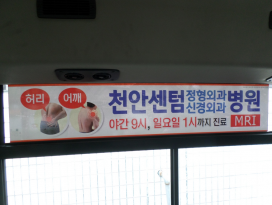 허리 어깨
천안센텀 정형외과 신경외과 병원
야간 9시, 일요일 1시까지 진료 MRI